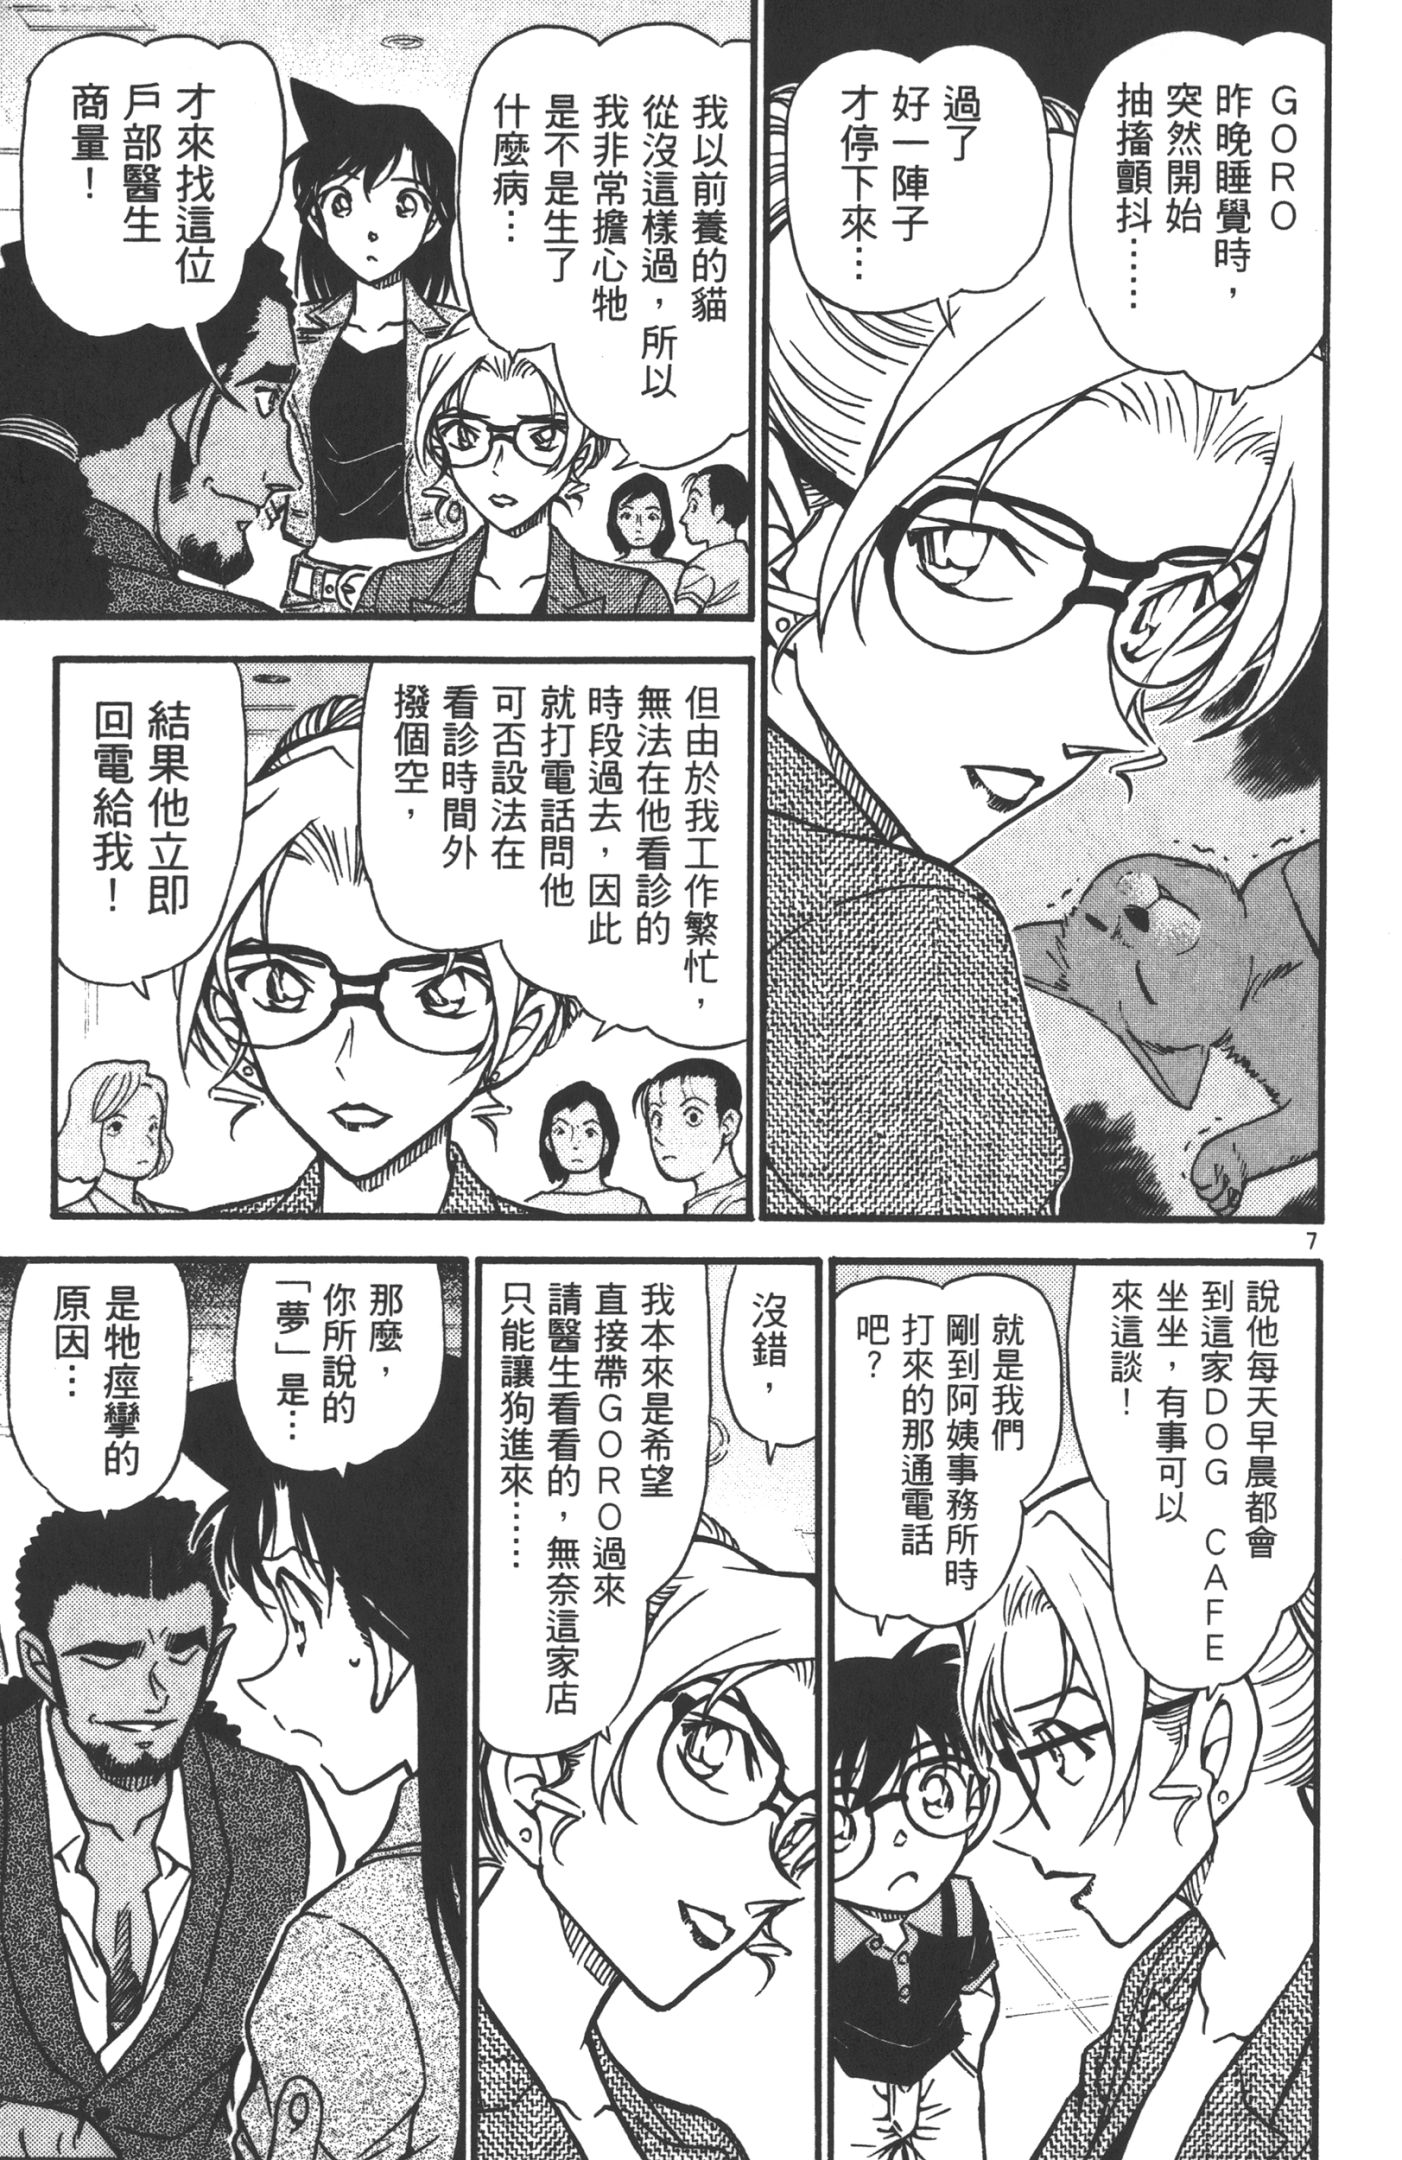 GORO
昨晚睡覺時，
突然開始
抽搐顫抖……
過了
好一陣子
才停下來…
我以前養的貓
從沒這樣過，所以
我非常擔心牠
是不是生了
什麼病…
才來找這位
戶部醫生
商量！
但由於我工作繁忙，
無法在他看診的
時段過去，因此
就打電話問他
可否設法在
看診時間外
撥個空，
結果他立即
回電給我！
7
說他每天早晨都會
到這家DOG CAFE
坐坐，有事可以
來這談！
就是我們
剛到阿姨事務所時
打來的那通電話
吧？
沒錯，
我本來是希望
直接帶GORO過來
請醫生看看的，無奈這家店
只能讓狗進來……
那麼，
你所說的
「夢」是…
是牠痙攣的
原因…